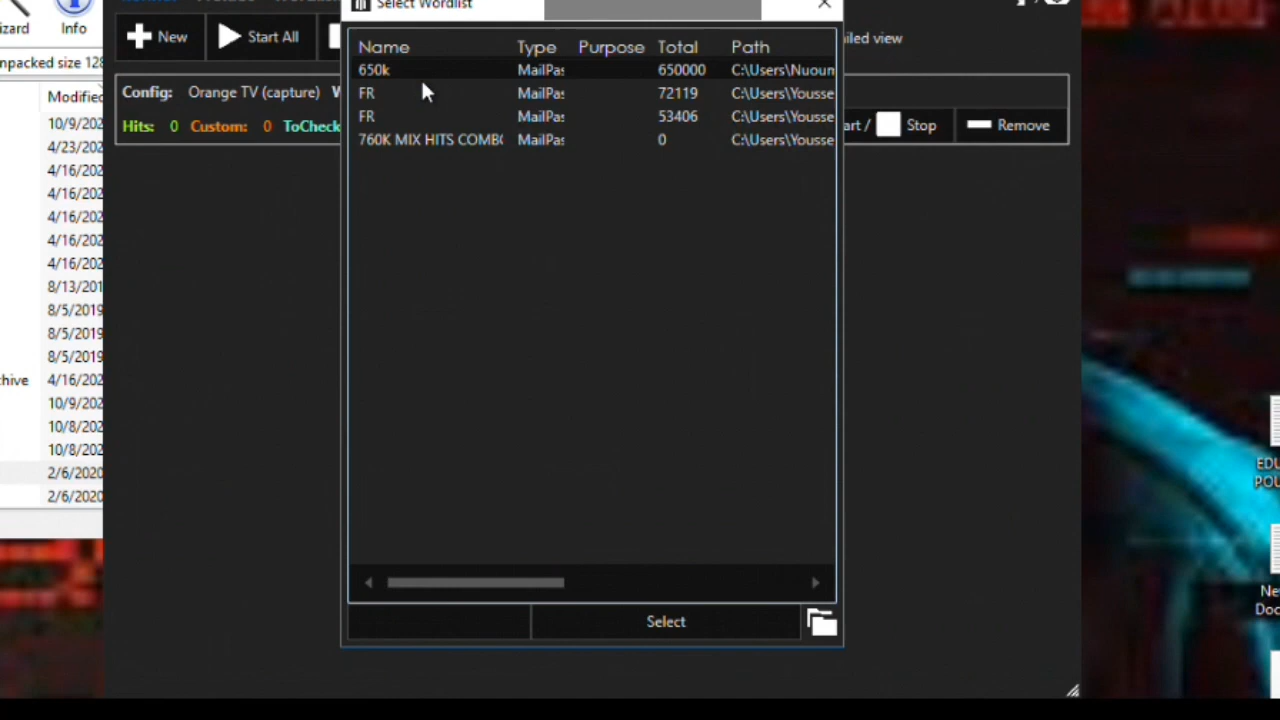 Select Wordlist
Info
New
Start All
Config: Orange TV (capture)
Hits: 0 Custom: 0 ToCheck
Stop
Remove
view
Modified
Name Type Purpose Total Path
650k MailPas 650000 C:\Users\Nuoun
FR MailPas 72119 C:\Users\Yousse
FR MailPas 53406 C:\Users\Yousse
760K MIX HITS COMBO MailPas 0 C:\Users\Yousse
10/9/202
4/23/202
4/16/202
4/16/202
4/16/202
4/16/202
4/16/202
8/13/201
8/5/2019
8/5/2019
8/5/2019
4/16/202
10/9/202
10/8/202
10/8/202
2/6/2020
2/6/2020
Select